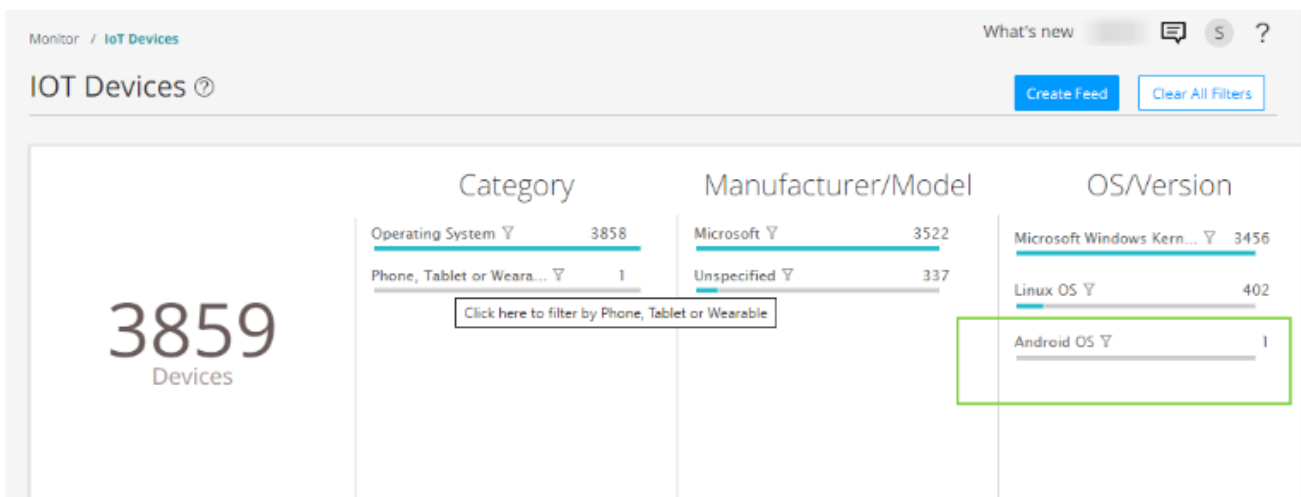 Monitor / IoT Devices
What's new
S ?
IOT Devices ?
Create Feed
Clear All Filters
3859
Devices
Category
Operating System 3858
Phone, Tablet or Weara... 1
Click here to filter by Phone, Tablet or Wearable
Manufacturer/Model
Microsoft 3522
Unspecified 337
OS/Version
Microsoft Windows Kern... 3456
Linux OS 402
Android OS 1